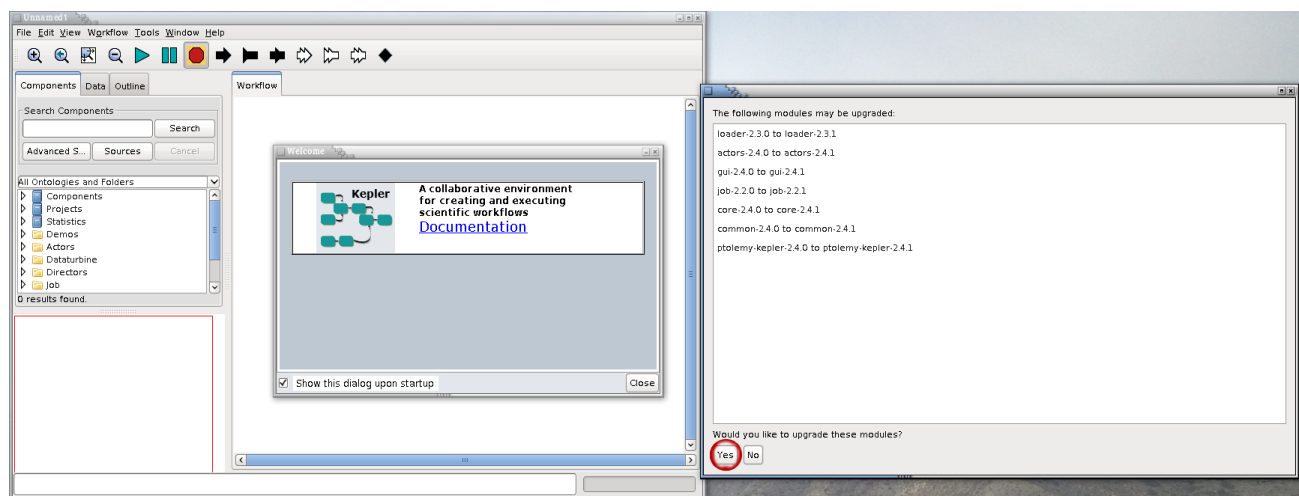 Unnamed1
File Edit View Workflow Tools Window Help
Components Data Outline
Search Components
Search
Advanced S... Sources Cancel
All Ontologies and Folders
Components
Projects
Statistics
Demos
Actors
Dataturbine
Directors
Job
0 results found.
Workflow
Welcome
Kepler
A collaborative environment
for creating and executing
scientific workflows
Documentation
Show this dialog upon startup
Close
The following modules may be upgraded:
loader-2.3.0 to loader-2.3.1
actors-2.4.0 to actors-2.4.1
gui-2.4.0 to gui-2.4.1
job-2.2.0 to job-2.2.1
core-2.4.0 to core-2.4.1
common-2.4.0 to common-2.4.1
ptolemy-kepler-2.4.0 to ptolemy-kepler-2.4.1
Would you like to upgrade these modules?
Yes No